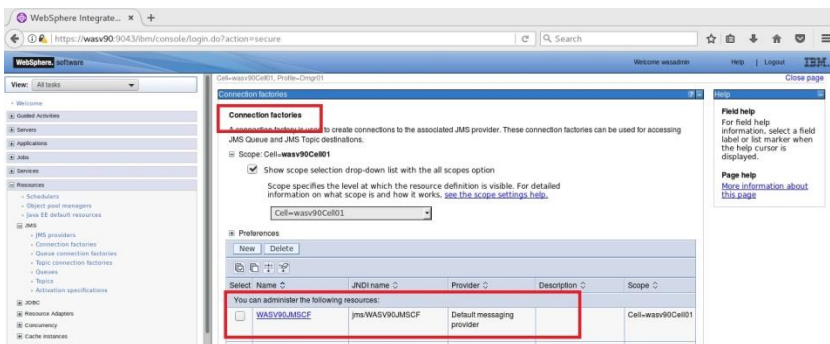 WebSphere Integrate... × +
https://wasv90:9043/ibm/console/login.do?action=secure
Search
WebSphere. software
Welcome wasadmin
Help | Logout
IBM.
Cell=wasv90Cell01, Profile=Dmgr01
Close page
View: All tasks
Welcome
Guided Activities
Servers
Applications
Jobs
Services
Resources
Schedulers
Object pool managers
Java EE default resources
JMS
JMS providers
Connection factories
Queue connection factories
Topic connection factories
Queues
Topics
Activation specifications
JDBC
Resource Adapters
Concurrency
Cache instances
Connection factories
Connection factories
A connection factory is used to create connections to the associated JMS provider. These connection factories can be used for accessing
JMS Queue and JMS Topic destinations.
Scope: Cell=wasv90Cell01
Show scope selection drop-down list with the all scopes option
Scope specifies the level at which the resource definition is visible. For detailed
information on what scope is and how it works, see the scope settings help.
Cell=wasv90Cell01
Preferences
New Delete
Select Name JNDI name Provider Description Scope
You can administer the following resources:
WASV90JMSCF jms/WASV90JMSCF Default messaging Cell=wasv90Cell01
provider
Help
Field help
For field help
information, select a field
label or list marker when
the help cursor is
displayed.
Page help
More information about
this page